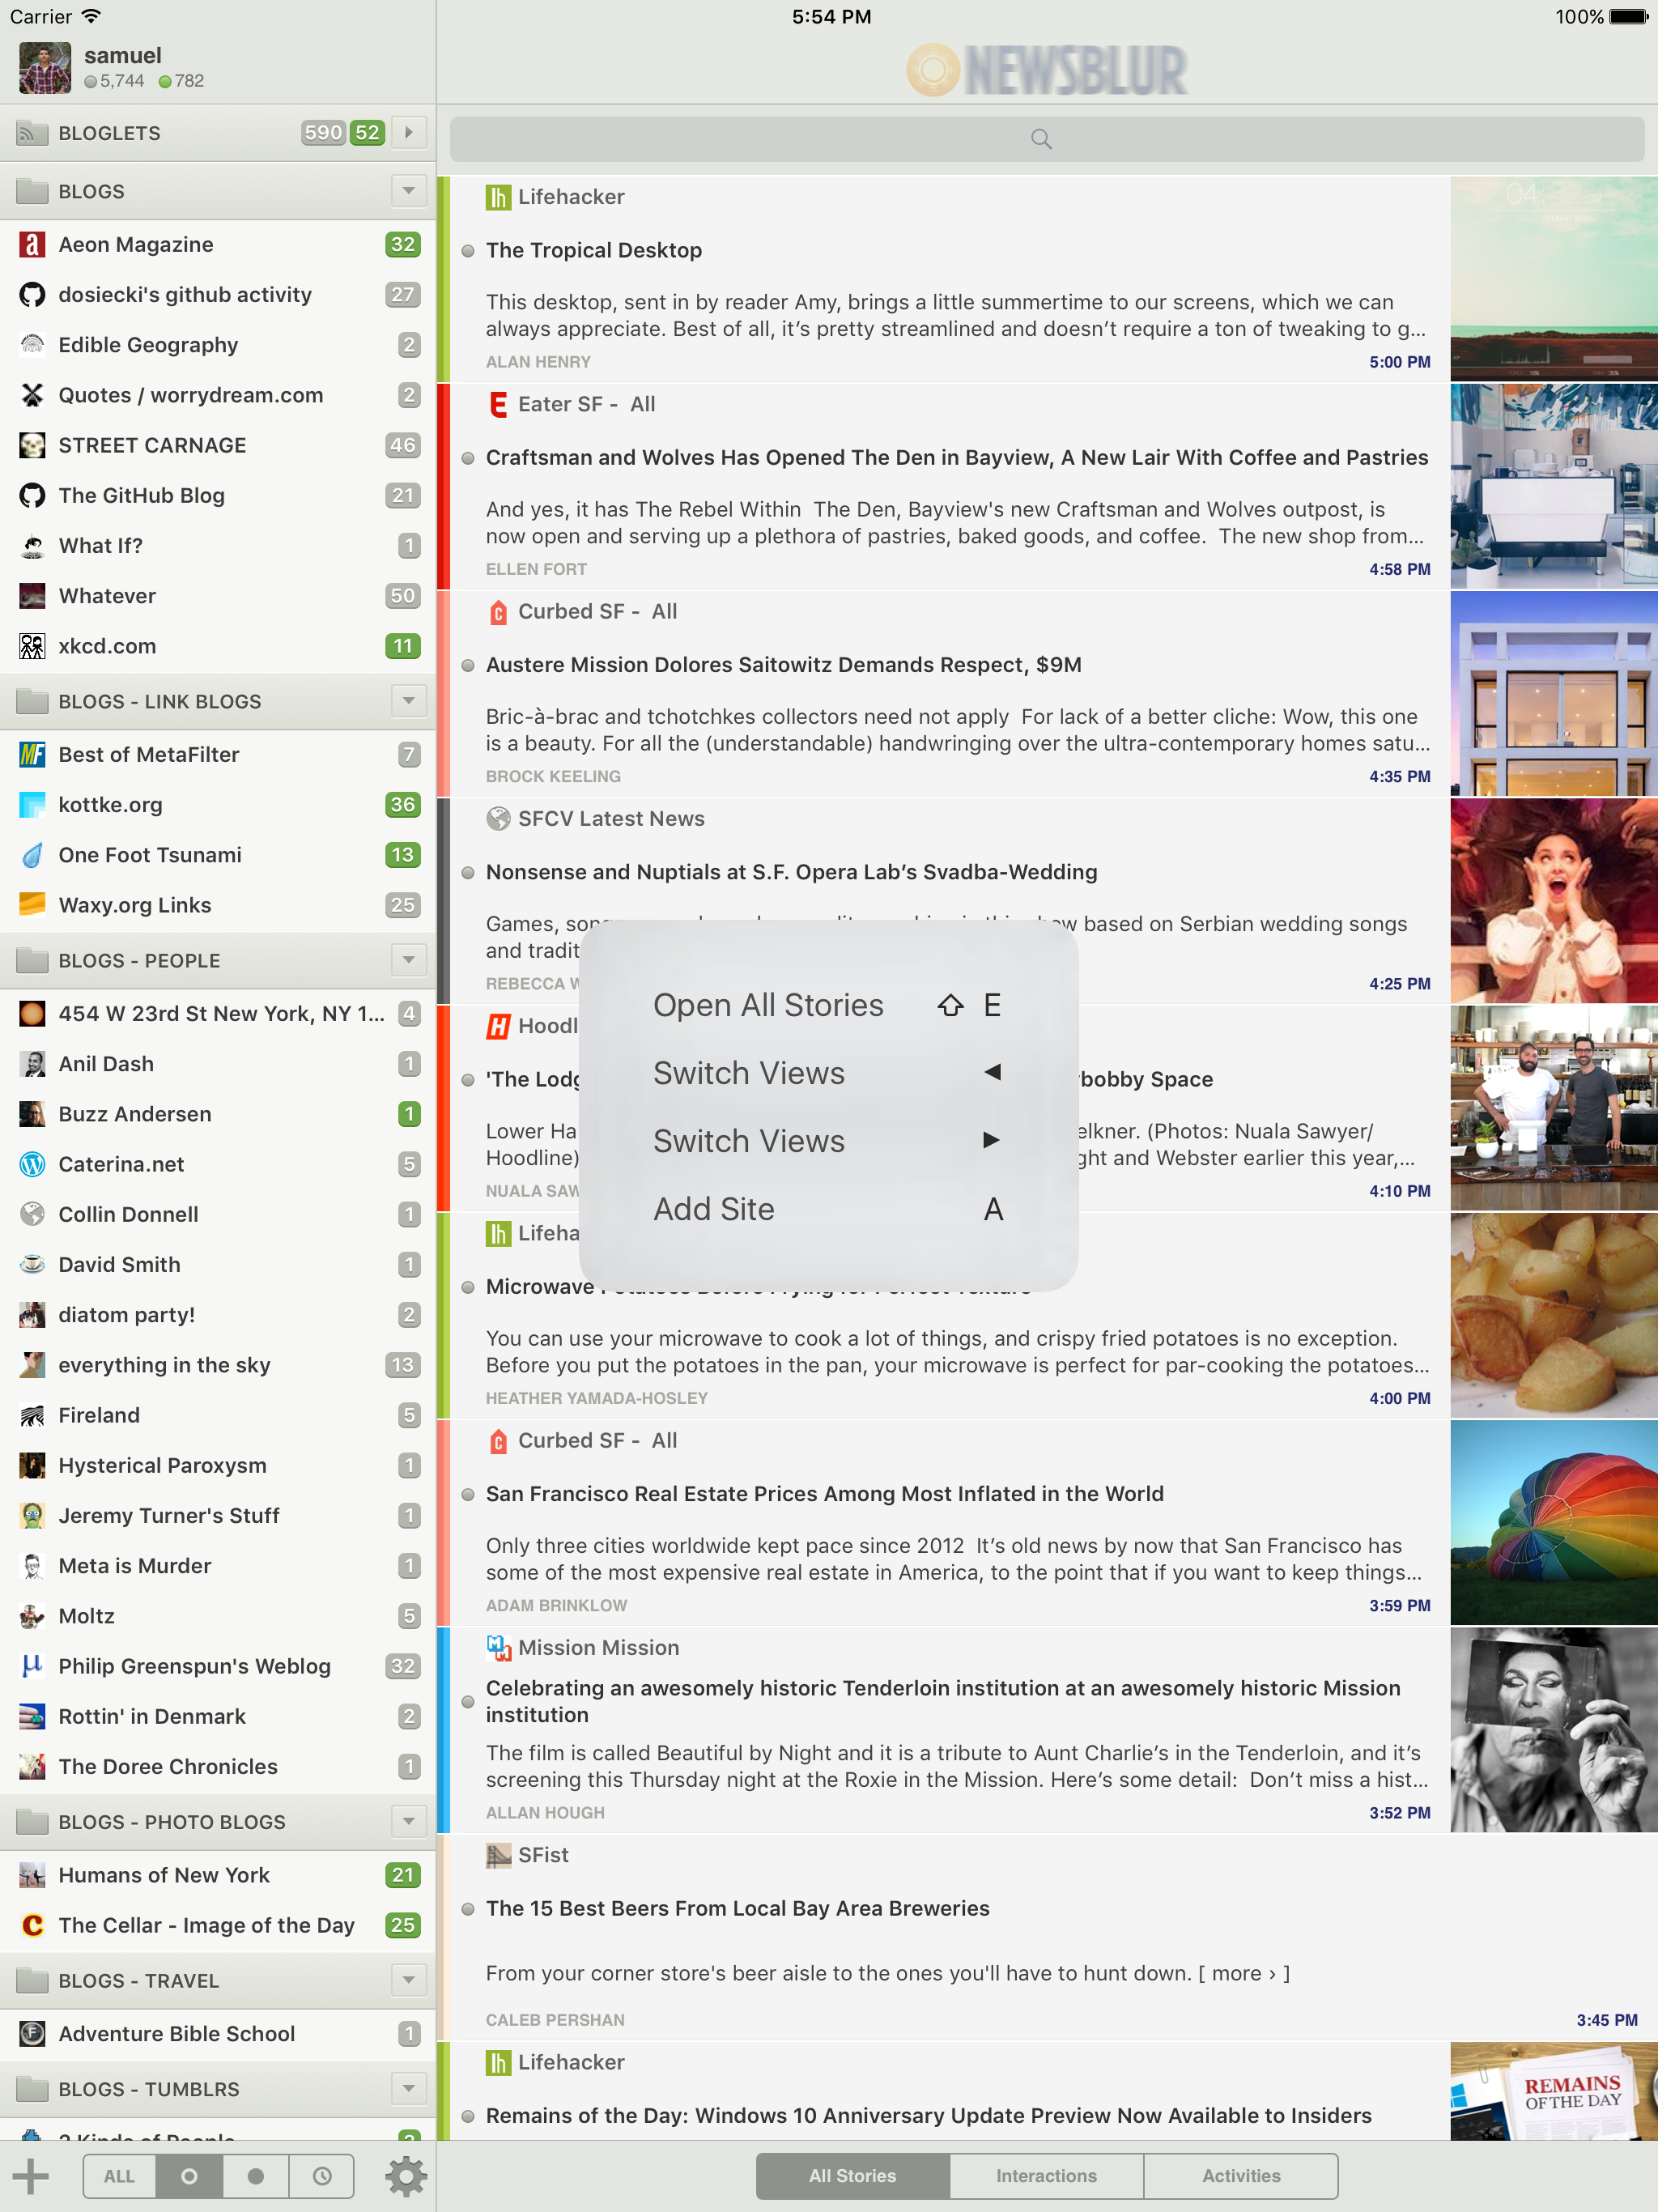 Carrier
5:54 PM
100%
samuel
5,744 782
NEWSBLUR
BLOGLETS 590 52
BLOGS
Aeon Magazine 32
dosiecki's github activity 27
Edible Geography 2
Quotes / worrydream.com 2
STREET CARNAGE 46
The GitHub Blog 21
What If? 1
Whatever 50
xkcd.com 11
BLOGS - LINK BLOGS
Best of MetaFilter 7
kottke.org 36
One Foot Tsunami 13
Waxy.org Links 25
BLOGS - PEOPLE
454 W 23rd St New York, NY 1... 4
Anil Dash 1
Buzz Andersen 1
Caterina.net 5
Collin Donnell 1
David Smith 1
diatom party! 2
everything in the sky 13
Fireland 5
Hysterical Paroxysm 1
Jeremy Turner's Stuff 1
Meta is Murder 1
Moltz 5
Philip Greenspun's Weblog 32
Rottin' in Denmark 2
The Doree Chronicles 1
BLOGS - PHOTO BLOGS
Humans of New York 21
The Cellar - Image of the Day 25
BLOGS - TRAVEL
Adventure Bible School 1
BLOGS - TUMBLRS
ALL
Lifehacker
The Tropical Desktop
This desktop, sent in by reader Amy, brings a little summertime to our screens, which we can
always appreciate. Best of all, it’s pretty streamlined and doesn’t require a ton of tweaking to g...
ALAN HENRY 5:00 PM
Eater SF - All
Craftsman and Wolves Has Opened The Den in Bayview, A New Lair With Coffee and Pastries
And yes, it has The Rebel Within The Den, Bayview's new Craftsman and Wolves outpost, is
now open and serving up a plethora of pastries, baked goods, and coffee. The new shop from...
ELLEN FORT 4:58 PM
Curbed SF - All
Austere Mission Dolores Saitowitz Demands Respect, $9M
Bric-à-brac and tchotchkes collectors need not apply For lack of a better cliche: Wow, this one
is a beauty. For all the (understandable) handwringing over the ultra-contemporary homes satu...
BROCK KEELING 4:35 PM
SFCV Latest News
Nonsense and Nuptials at S.F. Opera Lab’s Svadba-Wedding
Games, based on Serbian wedding songs
and
REBECCA 4:25 PM
'The
bobby Space
Lower elkner. (Photos: Nuala Sawyer/
Hoodline) and Webster earlier this year,...
NUALA 4:10 PM
Open All Stories ⇧ E
Switch Views ◀
Switch Views ▶
Add Site A
Microwave
You can use your microwave to cook a lot of things, and crispy fried potatoes is no exception.
Before you put the potatoes in the pan, your microwave is perfect for par-cooking the potatoes...
HEATHER YAMADA-HOSLEY 4:00 PM
Curbed SF - All
San Francisco Real Estate Prices Among Most Inflated in the World
Only three cities worldwide kept pace since 2012 It’s old news by now that San Francisco has
some of the most expensive real estate in America, to the point that if you want to keep things...
ADAM BRINKLOW 3:59 PM
Mission Mission
Celebrating an awesomely historic Tenderloin institution at an awesomely historic Mission
institution
The film is called Beautiful by Night and it is a tribute to Aunt Charlie’s in the Tenderloin, and it’s
screening this Thursday night at the Roxie in the Mission. Here’s some detail: Don’t miss a hist...
ALLAN HOUGH 3:52 PM
SFist
The 15 Best Beers From Local Bay Area Breweries
From your corner store's beer aisle to the ones you'll have to hunt down. [ more › ]
CALEB PERSHAN 3:45 PM
Lifehacker
Remains of the Day: Windows 10 Anniversary Update Preview Now Available to Insiders
REMAINS
OF THE DAY
All Stories Interactions Activities